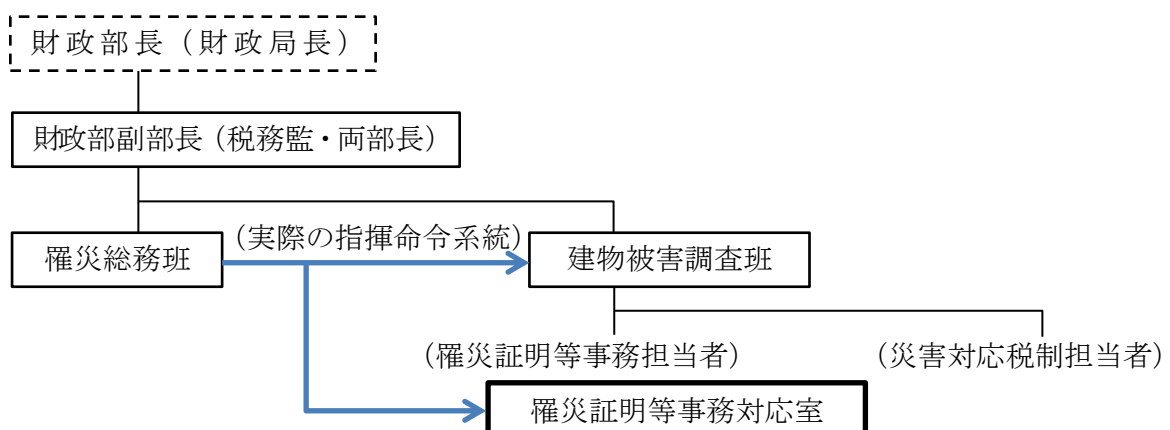 財政部長（財政局長）
財政部副部長（税務監・両部長）
罹災総務班
（実際の指揮命令系統）
建物被害調査班
（罹災証明等事務担当者）
（災害対応税制担当者）
罹災証明等事務対応室